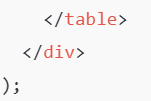 </table>
</div>
);